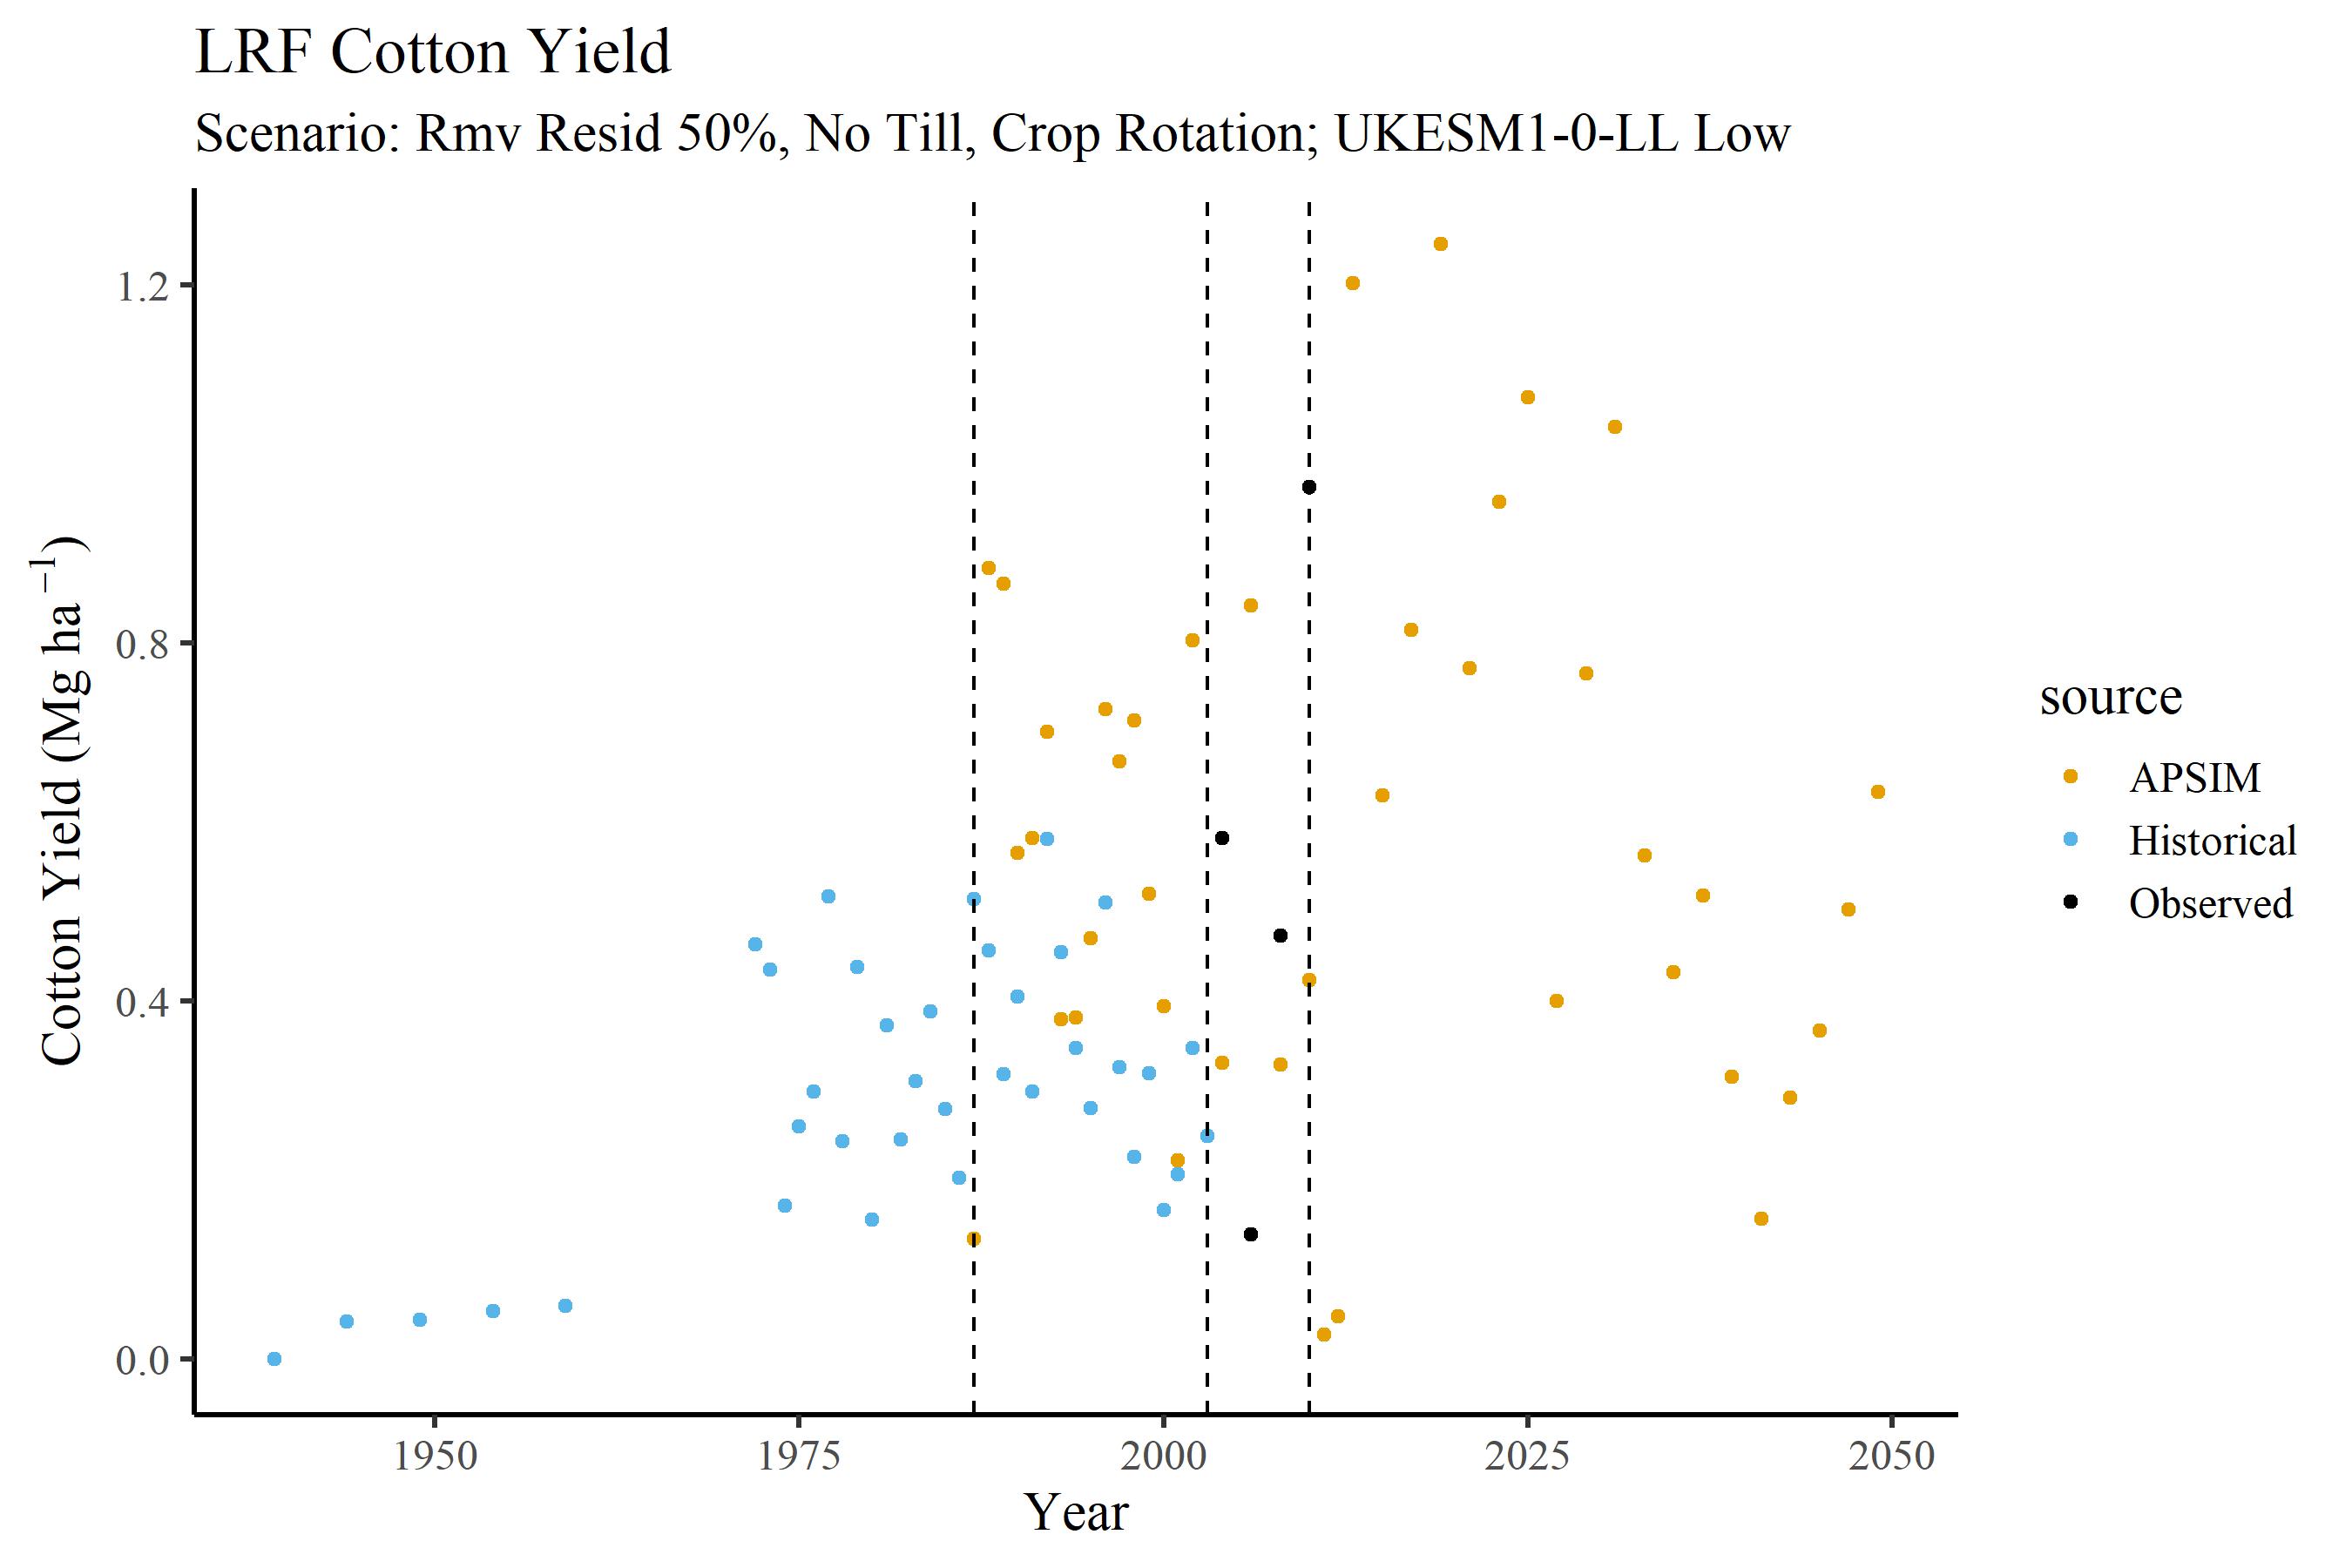 LRF Cotton Yield
Scenario: Rmv Resid 50%, No Till, Crop Rotation; UKESM1-0-LL Low
Cotton Yield (Mg ha⁻¹)
1.2
0.8
0.4
0.0
1950 1975 2000 2025 2050
Year
source
APSIM
Historical
Observed